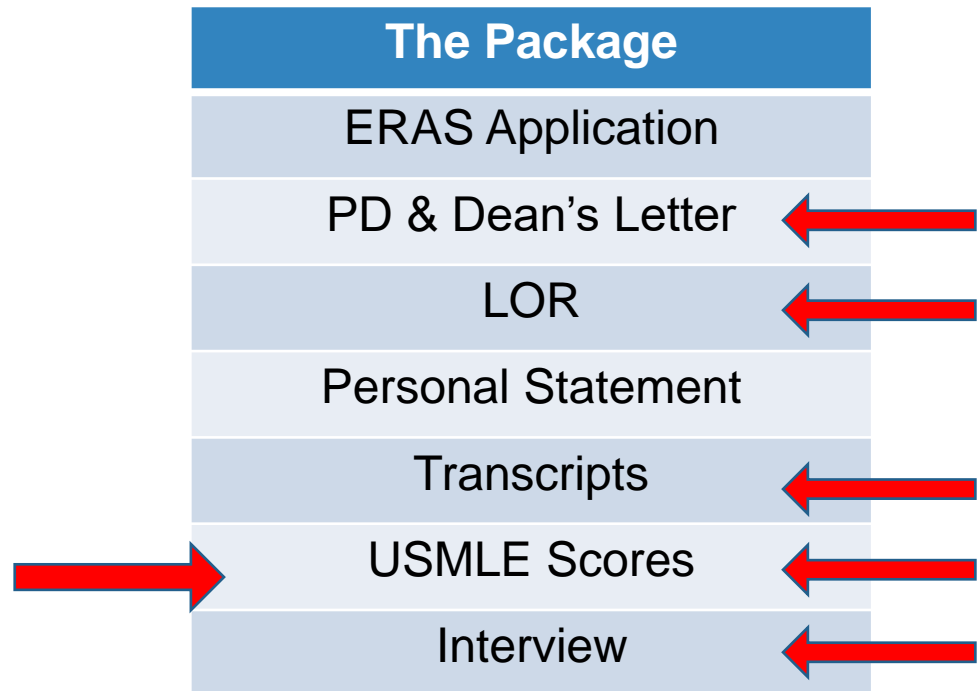 The Package
ERAS Application
PD & Dean’s Letter
LOR
Personal Statement
Transcripts
USMLE Scores
Interview